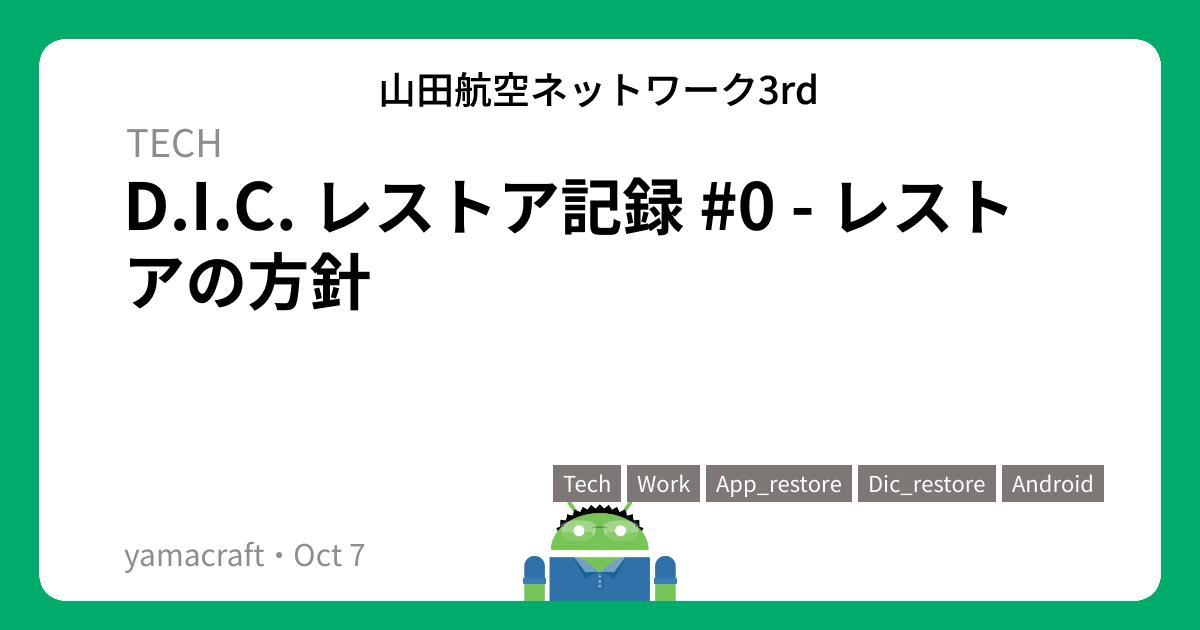 山田航空ネットワーク3rd
TECH
D.I.C. レストア記録 #0 - レスト
アの方針
Tech Work App_restore Dic_restore Android
yamacraft・Oct 7